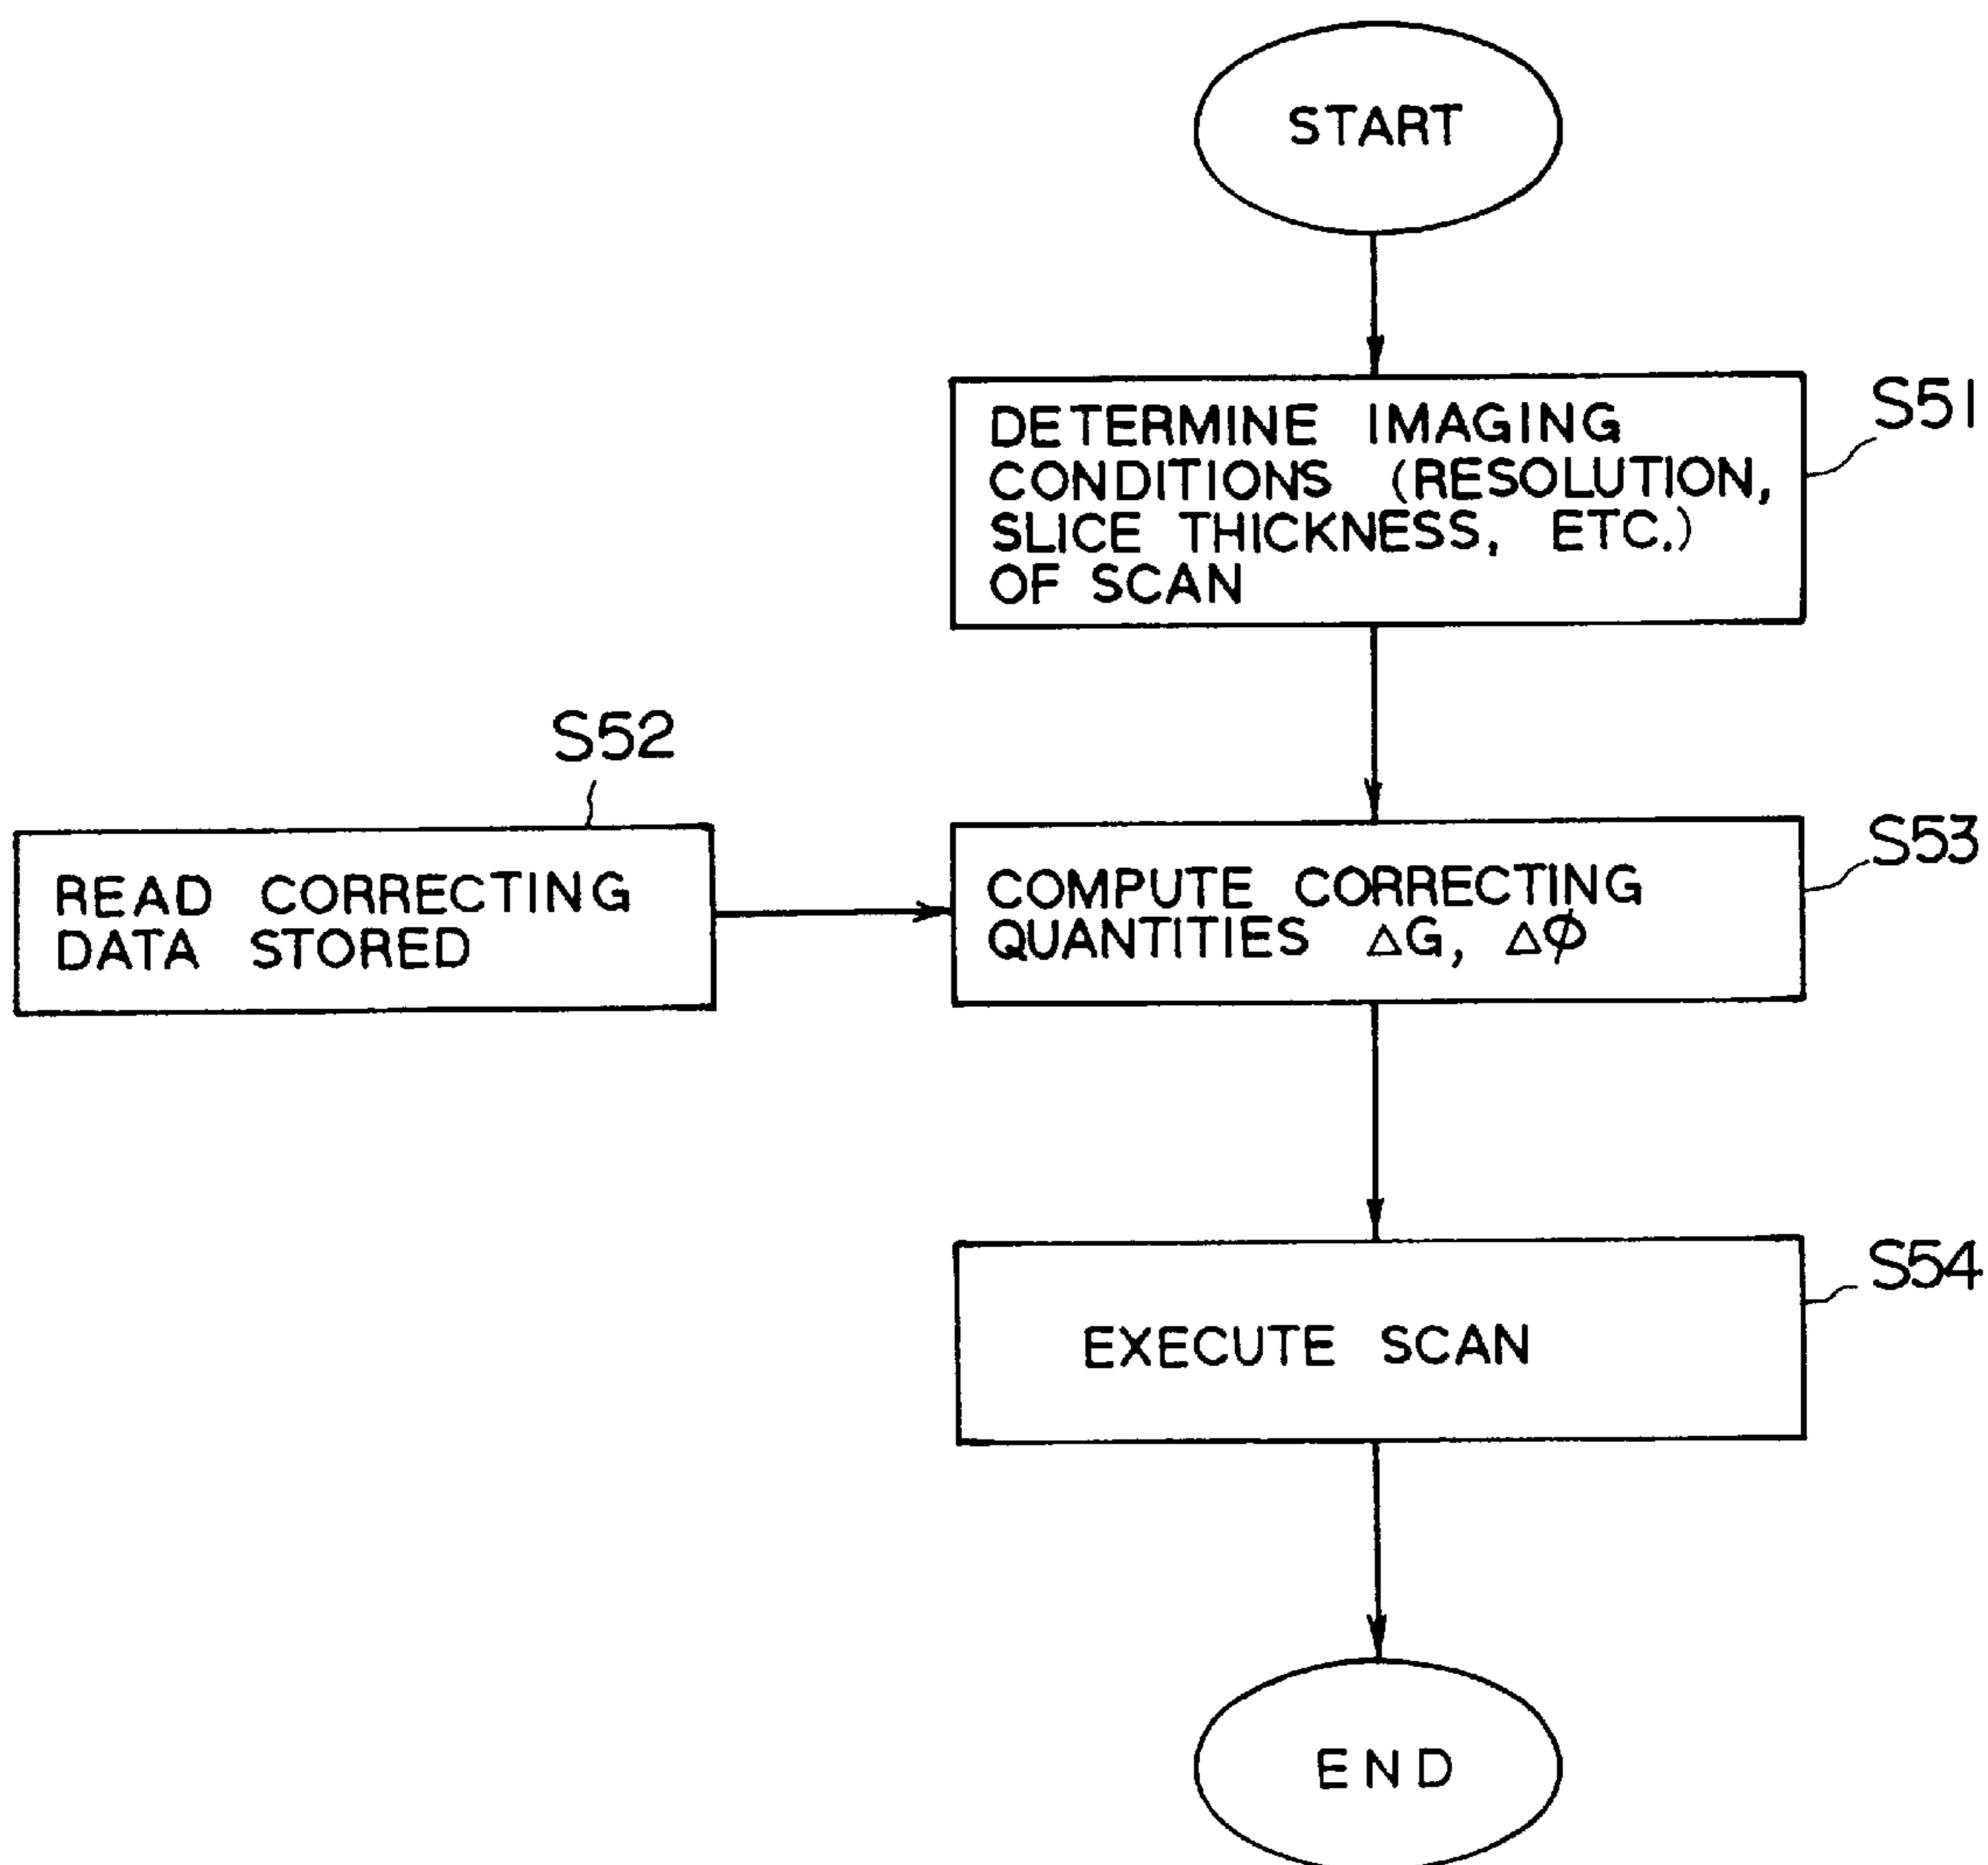 START
DETERMINE IMAGING
CONDITIONS (RESOLUTION,
SLICE THICKNESS, ETC.)
OF SCAN
S51
S52
READ CORRECTING
DATA STORED
COMPUTE CORRECTING
QUANTITIES ΔG, Δϕ
S53
EXECUTE SCAN
S54
END